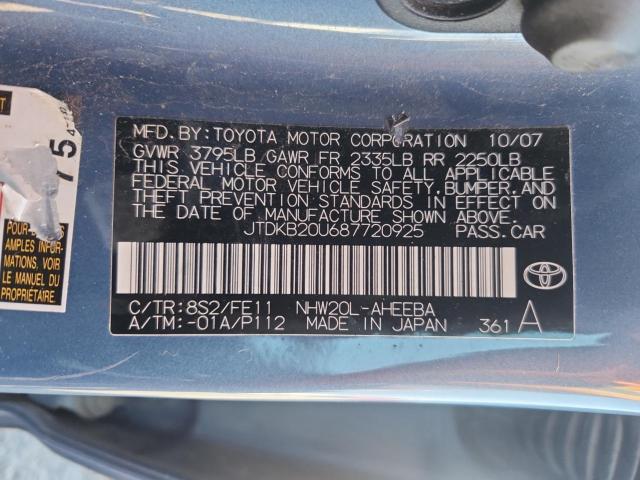 MFD. BY: TOYOTA MOTOR CORPORATION 10/07
GVWR 3795LB GAWR FR 2335LB RR 2250LB
THIS VEHICLE CONFORMS TO ALL APPLICABLE
FEDERAL MOTOR VEHICLE SAFETY, BUMPER, AND
THEFT PREVENTION STANDARDS IN EFFECT ON
THE DATE OF MANUFACTURE SHOWN ABOVE.
JTDKB20U687720925 PASS. CAR
C/TR: 8S2/FE11 NHW20L-AHEEBA
A/TM: -01A/P112 MADE IN JAPAN 361 A
TOYOTA
75
POUR DES
AMPLES INFOR-
MATIONS, VOIR
LE MANUEL DU
PROPRIÉTAIRE